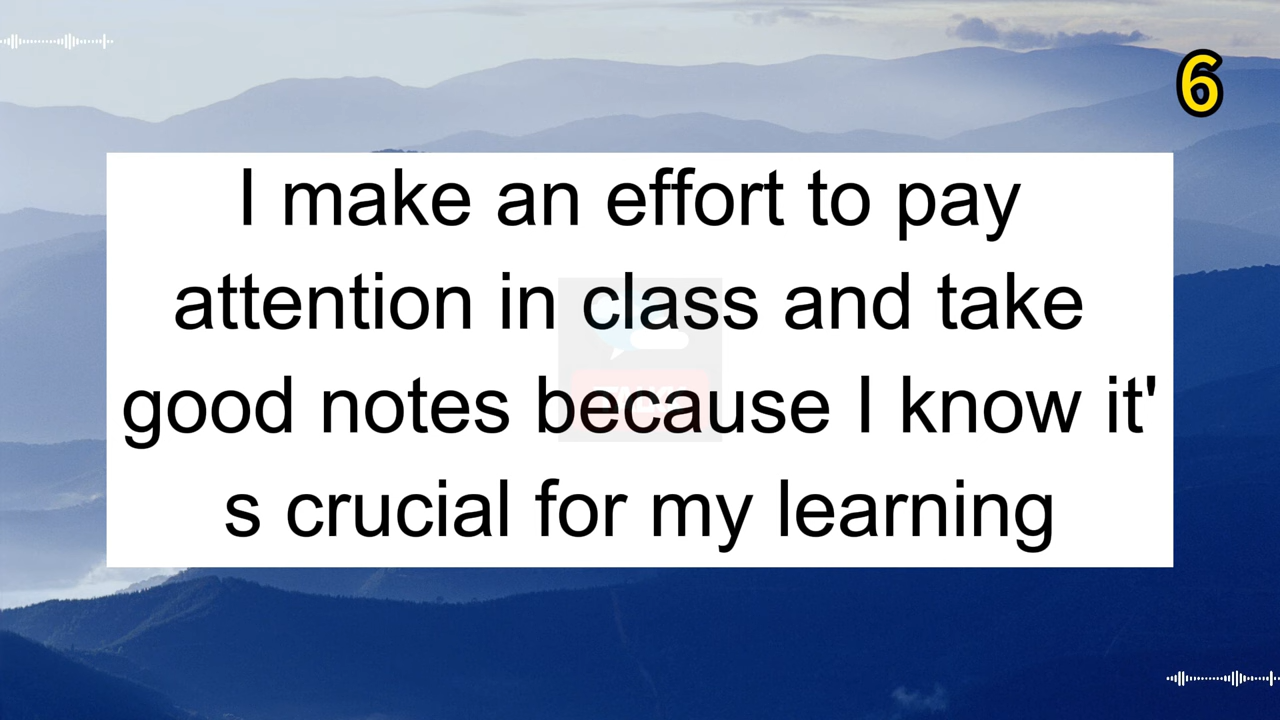 6
I make an effort to pay
attention in class and take
good notes because I know it'
s crucial for my learning